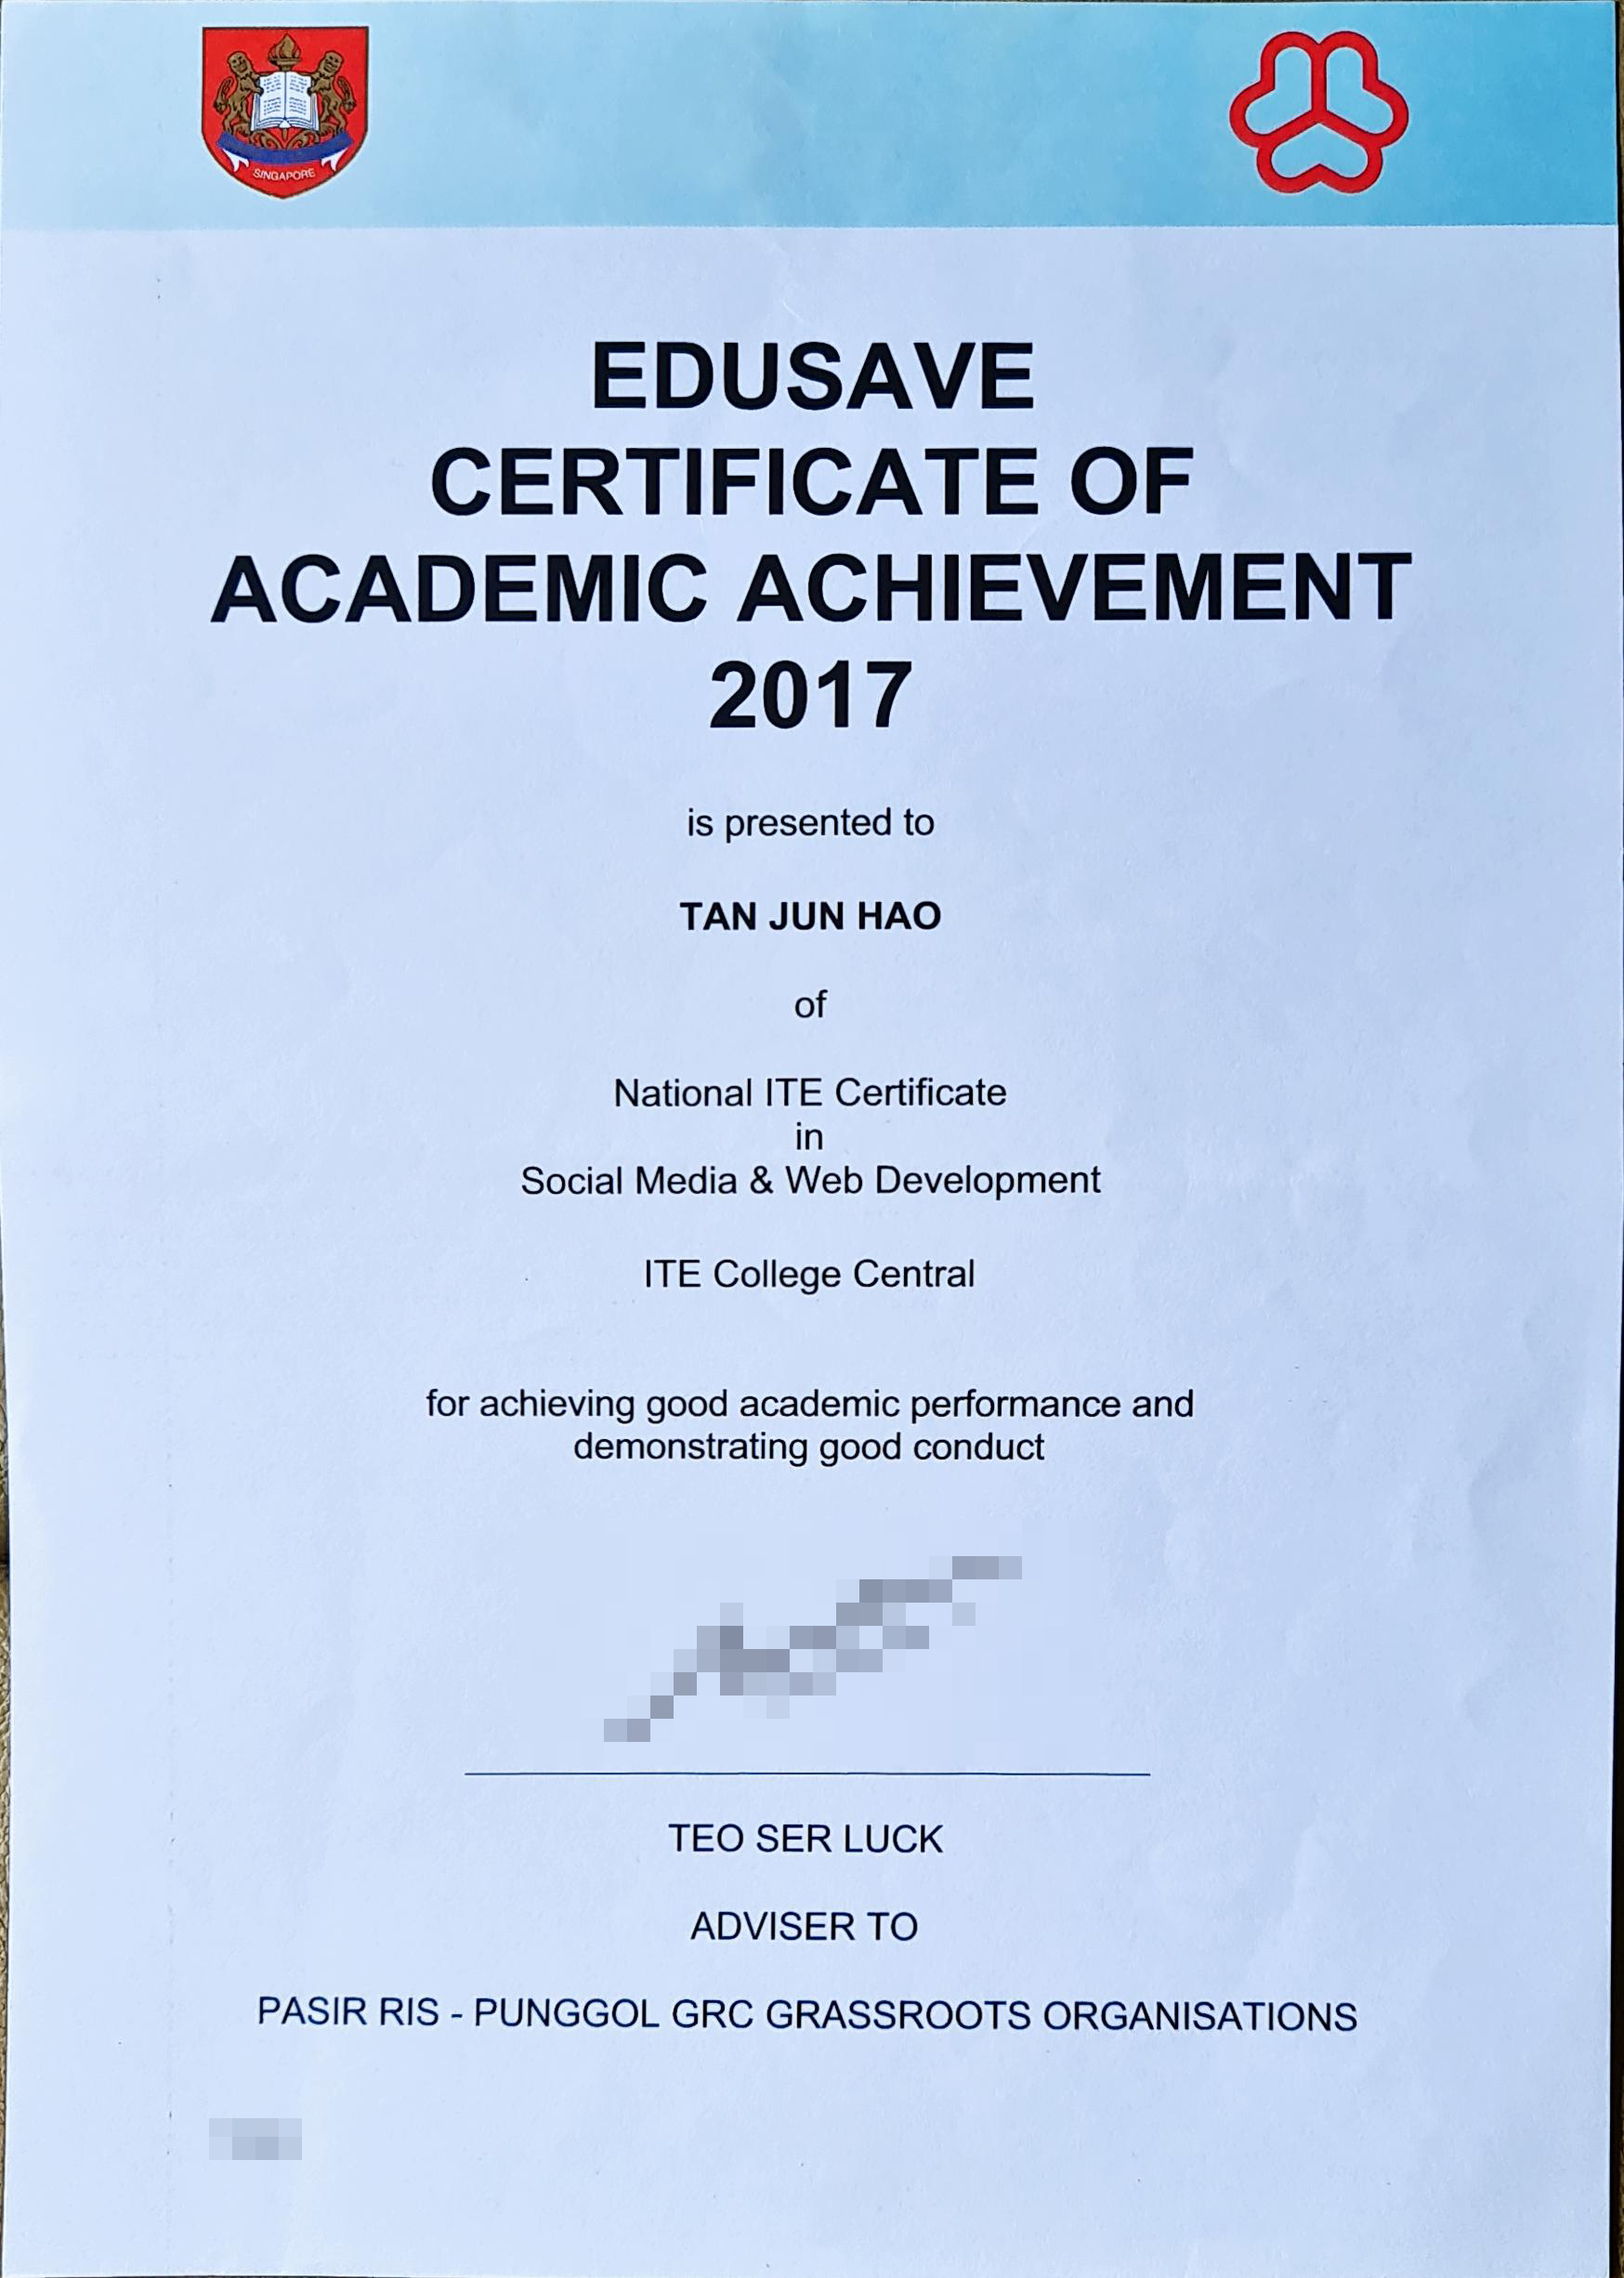 SINGAPORE
EDUSAVE
CERTIFICATE OF
ACADEMIC ACHIEVEMENT
2017
is presented to
TAN JUN HAO
of
National ITE Certificate
in
Social Media & Web Development
ITE College Central
for achieving good academic performance and
demonstrating good conduct
TEO SER LUCK
ADVISER TO
PASIR RIS - PUNGGOL GRC GRASSROOTS ORGANISATIONS